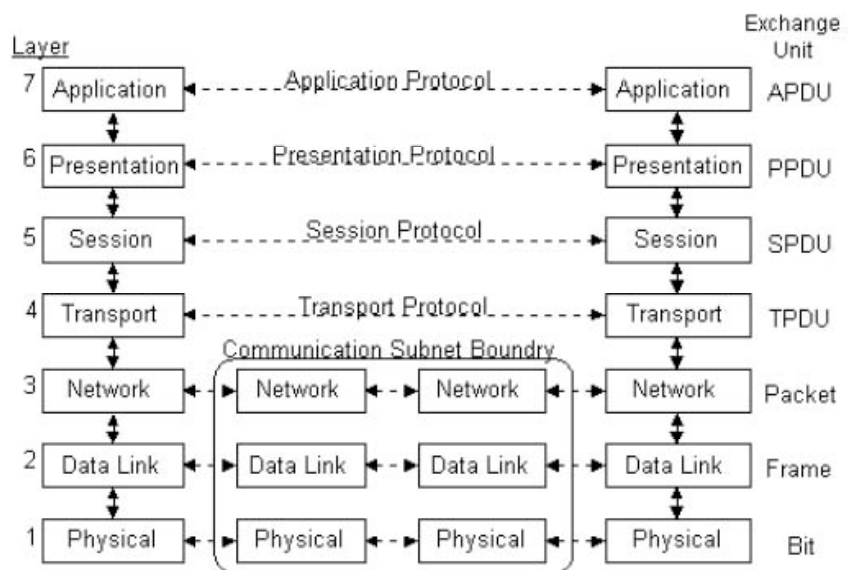 Exchange
Unit
Layer
7 Application Application Protocol Application APDU
6 Presentation Presentation Protocol Presentation PPDU
5 Session Session Protocol Session SPDU
4 Transport Transport Protocol Transport TPDU
Communication Subnet Boundry
3 Network Network Network Network Packet
2 Data Link Data Link Data Link Data Link Frame
1 Physical Physical Physical Physical Bit